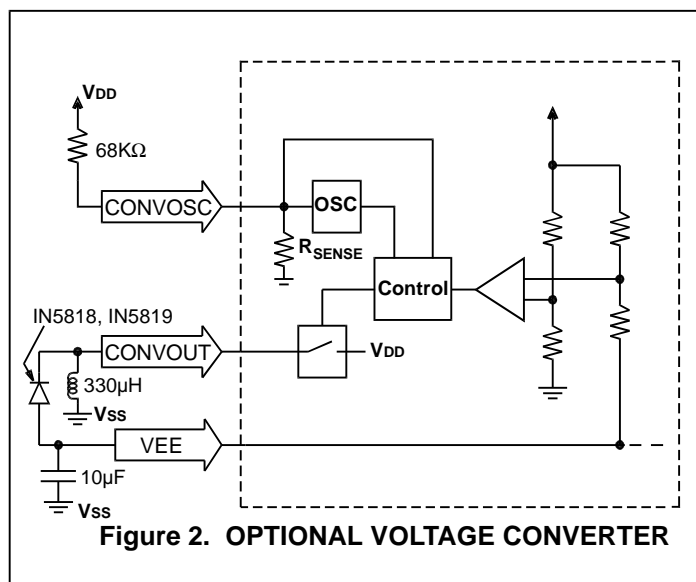 VDD
68KΩ
CONVOSC
OSC
RSENSE
Control
IN5818, IN5819
CONVOUT
VDD
330µH
VSS
VEE
10µF
VSS
Figure 2. OPTIONAL VOLTAGE CONVERTER